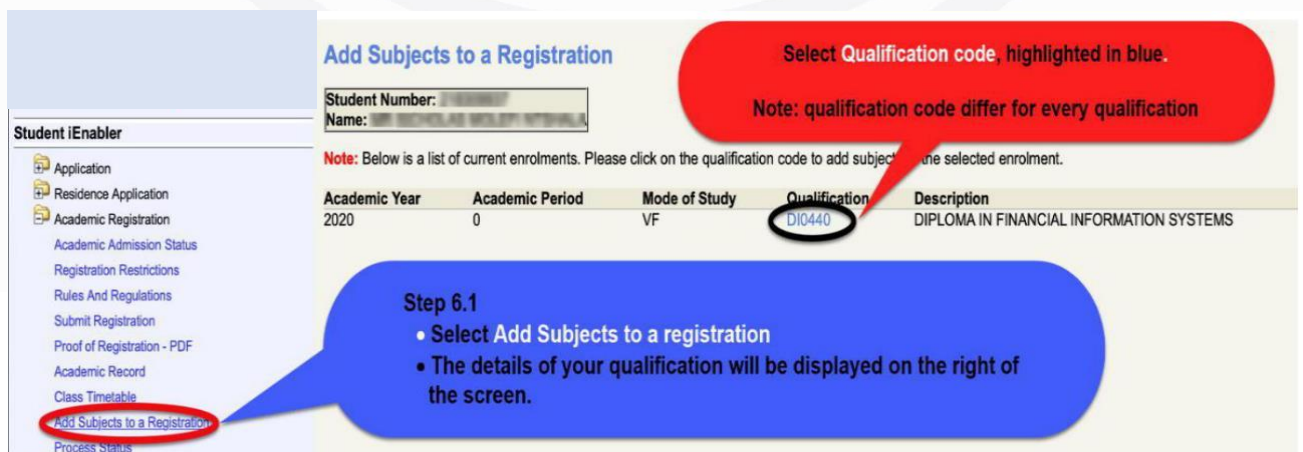 Add Subjects to a Registration
Student Number:
Name:
Note: Below is a list of current enrolments. Please click on the qualification code to add subject the selected enrolment.
Academic Year Academic Period Mode of Study Qualification Description
2020 0 VF DI0440 DIPLOMA IN FINANCIAL INFORMATION SYSTEMS
Select Qualification code, highlighted in blue.
Note: qualification code differ for every qualification
Student iEnabler
Application
Residence Application
Academic Registration
Academic Admission Status
Registration Restrictions
Rules And Regulations
Submit Registration
Proof of Registration - PDF
Academic Record
Class Timetable
Add Subjects to a Registration
Process Status
Step 6.1
• Select Add Subjects to a registration
• The details of your qualification will be displayed on the right of
the screen.